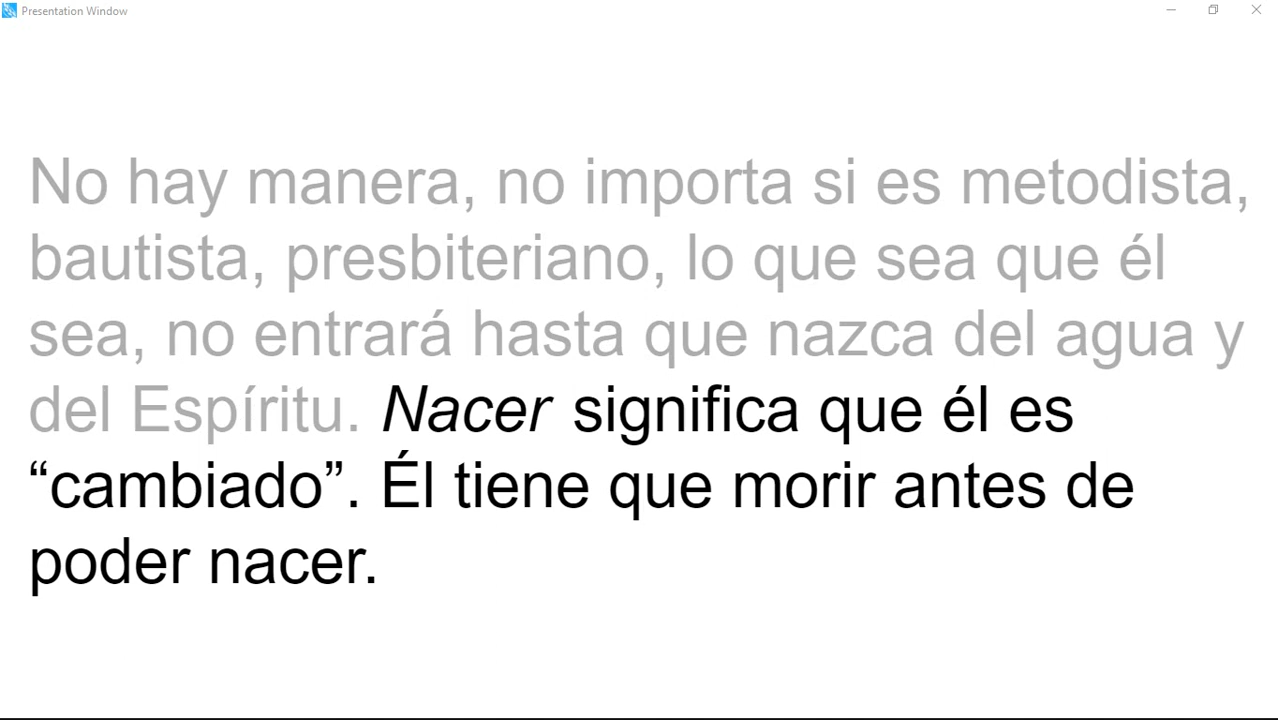 Presentation Window
No hay manera, no importa si es metodista,
bautista, presbiteriano, lo que sea que él
sea, no entrará hasta que nazca del agua y
del Espíritu. Nacer significa que él es
“cambiado”. Él tiene que morir antes de
poder nacer.